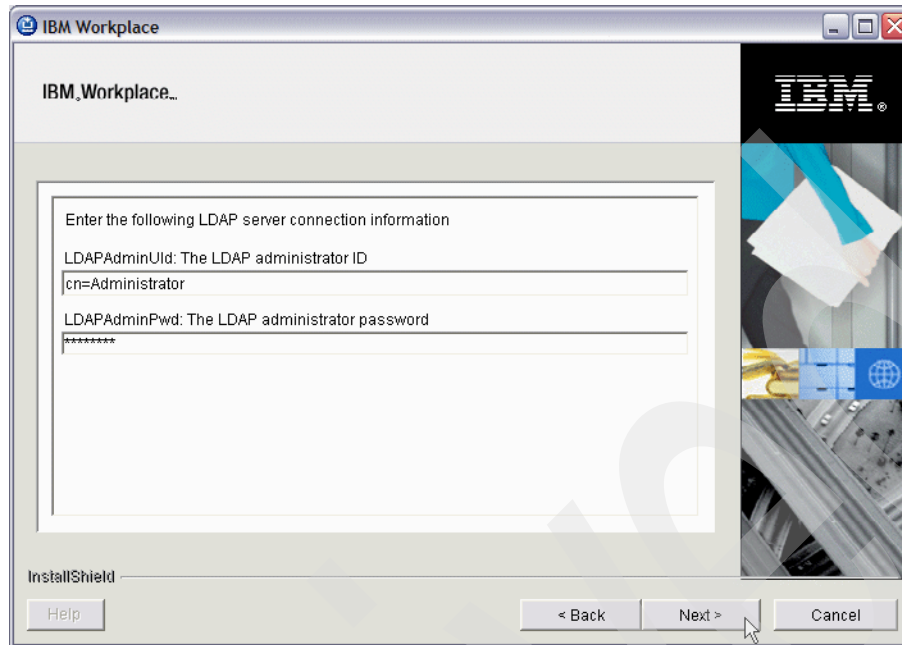 IBM Workplace
IBM Workplace™
IBM®
Enter the following LDAP server connection information
LDAPAdminUId: The LDAP administrator ID
cn=Administrator
LDAPAdminPwd: The LDAP administrator password
********
InstallShield
Help
< Back
Next >
Cancel